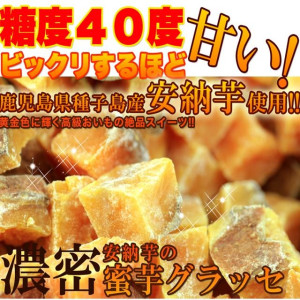 糖度４０度
ビックリするほど
甘い！
鹿児島県種子島産安納芋使用!!
黄金色に輝く高級おいもの絶品スイーツ!!
濃密
安納芋の
蜜芋グラッセ